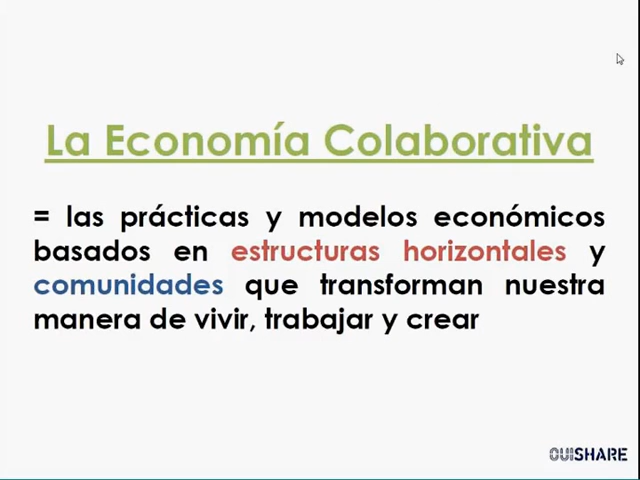 La Economía Colaborativa
= las prácticas y modelos económicos
basados en estructuras horizontales y
comunidades que transforman nuestra
manera de vivir, trabajar y crear
OUISHARE